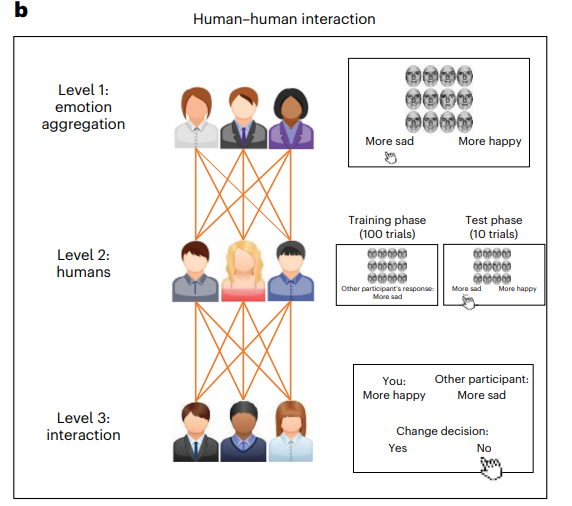 b
Human–human interaction
Level 1:
emotion
aggregation
More sad
More happy
Level 2:
humans
Training phase
(100 trials)
Other participant's response:
More sad
Test phase
(10 trials)
More sad
More happy
Level 3:
interaction
You:
More happy
Other participant:
More sad
Change decision:
Yes
No